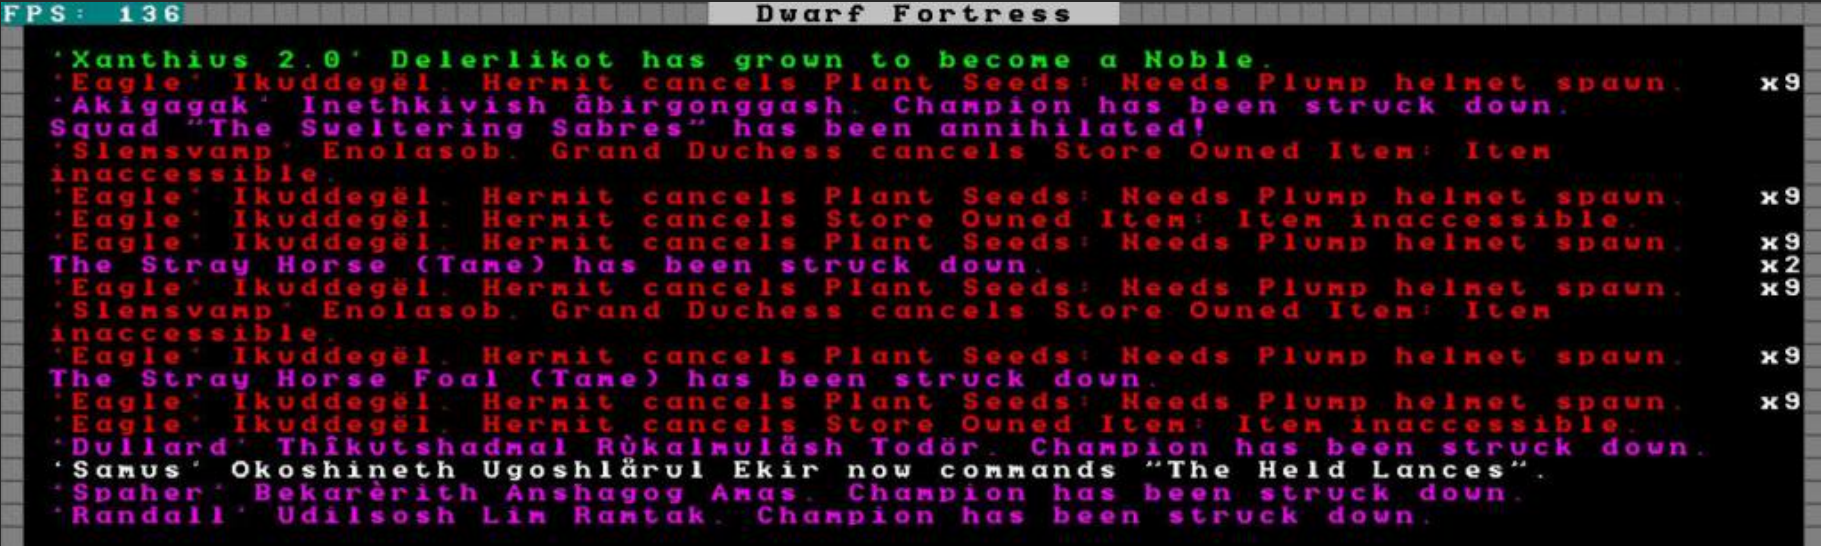 FPS: 136
Dwarf Fortress
'Xanthius 2.0' Delerlikot has grown to become a Noble.
'Eagle' Ikuddegël, Hermit cancels Plant Seeds: Needs Plump helmet spawn. x9
'Akigagak' Inethkivish âbirgonggash, Champion has been struck down.
Squad "The Sweltering Sabres" has been annihilated!
'Slemsvamp' Enolasob, Grand Duchess cancels Store Owned Item: Item
inaccessible.
'Eagle' Ikuddegël, Hermit cancels Plant Seeds: Needs Plump helmet spawn. x9
'Eagle' Ikuddegël, Hermit cancels Store Owned Item: Item inaccessible.
'Eagle' Ikuddegël, Hermit cancels Plant Seeds: Needs Plump helmet spawn. x9
The Stray Horse (Tame) has been struck down. x2
'Eagle' Ikuddegël, Hermit cancels Plant Seeds: Needs Plump helmet spawn. x9
'Slemsvamp' Enolasob, Grand Duchess cancels Store Owned Item: Item
inaccessible.
'Eagle' Ikuddegël, Hermit cancels Plant Seeds: Needs Plump helmet spawn. x9
The Stray Horse Foal (Tame) has been struck down.
'Eagle' Ikuddegël, Hermit cancels Plant Seeds: Needs Plump helmet spawn. x9
'Eagle' Ikuddegël, Hermit cancels Store Owned Item: Item inaccessible.
'Dullard' Thîkutshadmal Rùkalmulåsh Todör, Champion has been struck down.
'Samus' Okoshineth Ugoshlårul Ekir now commands "The Held Lances".
'Spaher' Bekarèrith Anshagog Amas, Champion has been struck down.
'Randall' Udilsosh Lim Ramtak, Champion has been struck down.